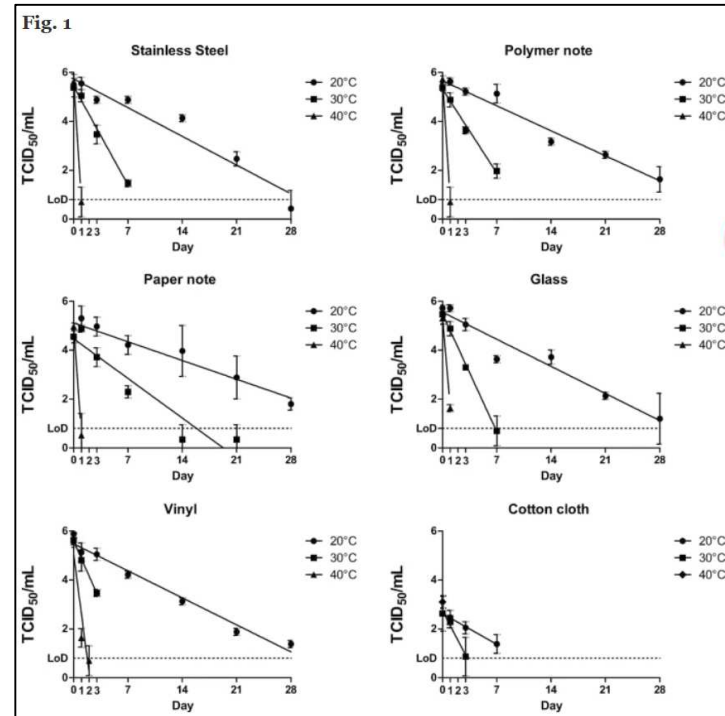 Fig. 1
Stainless Steel
6
4
2
LoD
0
TCID50/mL
0 1 2 3 7 14 21 28
Day
20°C
30°C
40°C
Polymer note
6
4
2
LoD
0
TCID50/mL
0 1 2 3 7 14 21 28
Day
20°C
30°C
40°C
Paper note
6
4
2
LoD
0
TCID50/mL
0 1 2 3 7 14 21 28
Day
20°C
30°C
40°C
Glass
6
4
2
LoD
0
TCID50/mL
0 1 2 3 7 14 21 28
Day
20°C
30°C
40°C
Vinyl
6
4
2
LoD
0
TCID50/mL
0 1 2 3 7 14 21 28
Day
20°C
30°C
40°C
Cotton cloth
6
4
2
LoD
0
TCID50/mL
0 1 2 3 7 14 21 28
Day
20°C
30°C
40°C